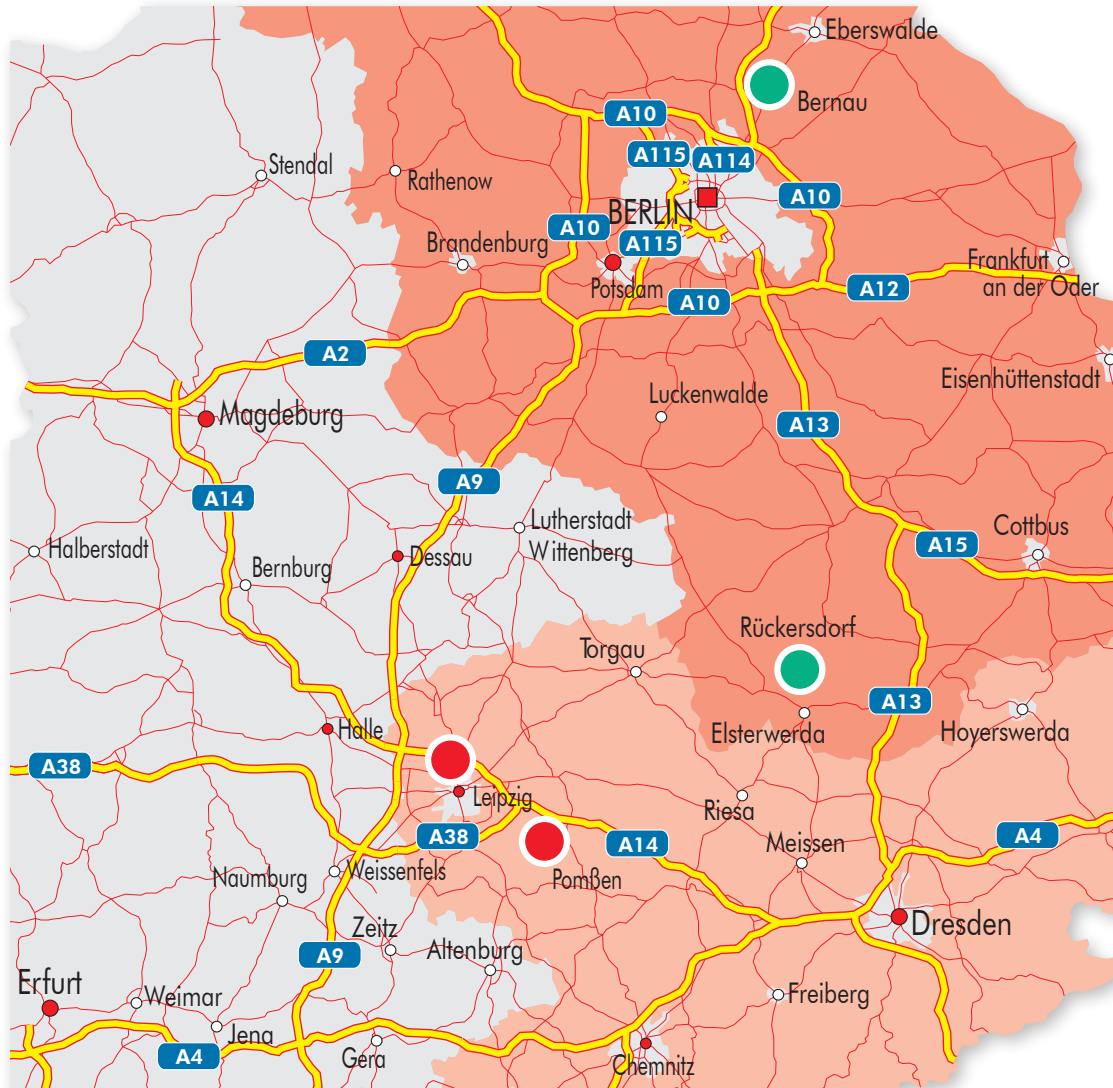 Eberswalde
Bernau
A10
A115
A114
Stendal
Rathenow
A10
BERLIN
A10
A115
Brandenburg
Potsdam
Frankfurt
an der Oder
A12
A10
A2
Eisenhüttenstadt
Luckenwalde
Magdeburg
A13
A9
A14
Lutherstadt
Wittenberg
Cottbus
A15
Halberstadt
Dessau
Bernburg
Rückersdorf
Torgau
A13
Elsterwerda
Hoyerswerda
Halle
A38
Leipzig
Riesa
A38
A14
Meissen
A4
Pomßen
Weissenfels
Naumburg
Zeitz
Altenburg
Dresden
A9
Erfurt
Weimar
Freiberg
Jena
A4
Gera
Chemnitz